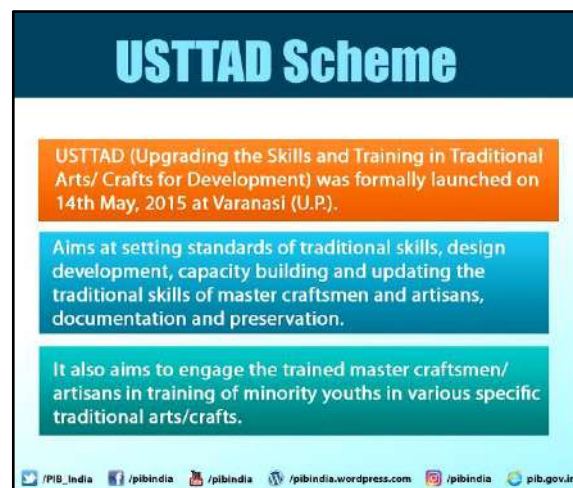 USTTAD Scheme
USTTAD (Upgrading the Skills and Training in Traditional
Arts/ Crafts for Development) was formally launched on
14th May, 2015 at Varanasi (U.P.).
Aims at setting standards of traditional skills, design
development, capacity building and updating the
traditional skills of master craftsmen and artisans,
documentation and preservation.
It also aims to engage the trained master craftsmen/
artisans in training of minority youths in various specific
traditional arts/crafts.
/PIB_India /pibindia /pibindia /pibindia.wordpress.com /pibindia pib.gov.in